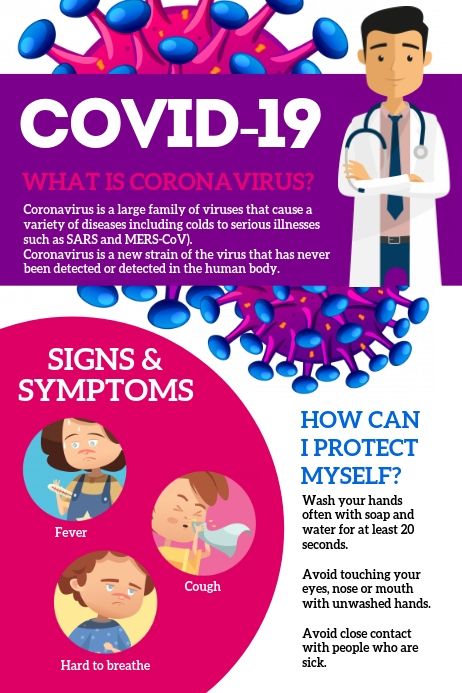 COVID-19
WHAT IS CORONAVIRUS?
Coronavirus is a large family of viruses that cause a
variety of diseases including colds to serious illnesses
such as SARS and MERS-CoV).
Coronavirus is a new strain of the virus that has never
been detected or detected in the human body.
SIGNS &
SYMPTOMS
Fever
Cough
Hard to breathe
HOW CAN
I PROTECT
MYSELF?
Wash your hands
often with soap and
water for at least 20
seconds.
Avoid touching your
eyes, nose or mouth
with unwashed hands.
Avoid close contact
with people who are
sick.